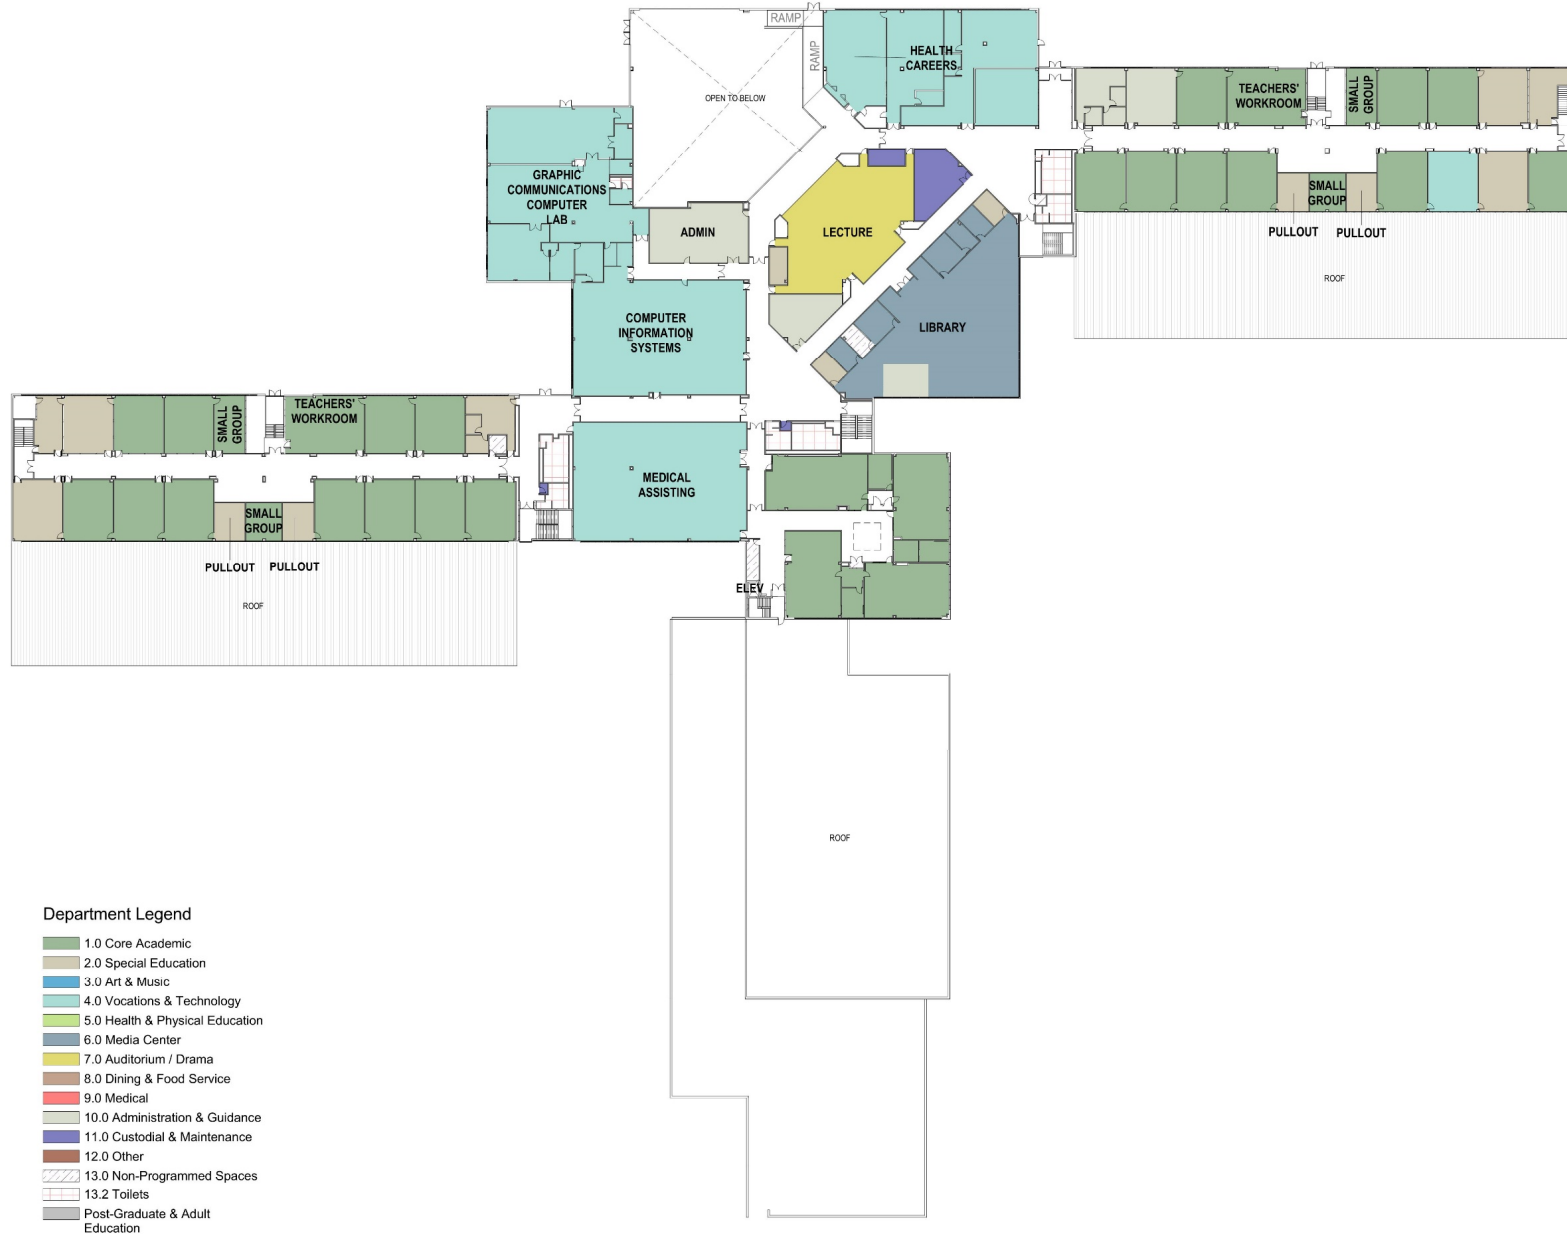 RAMP
RAMP
HEALTH
CAREERS
OPEN TO BELOW
TEACHERS'
WORKROOM
SMALL
GROUP
GRAPHIC
COMMUNICATIONS
COMPUTER
LAB
ADMIN
LECTURE
SMALL
GROUP
PULLOUT
PULLOUT
ROOF
COMPUTER
INFORMATION
SYSTEMS
LIBRARY
SMALL
GROUP
TEACHERS'
WORKROOM
MEDICAL
ASSISTING
SMALL
GROUP
PULLOUT
PULLOUT
ELEV
ROOF
ROOF
Department Legend
1.0 Core Academic
2.0 Special Education
3.0 Art & Music
4.0 Vocations & Technology
5.0 Health & Physical Education
6.0 Media Center
7.0 Auditorium / Drama
8.0 Dining & Food Service
9.0 Medical
10.0 Administration & Guidance
11.0 Custodial & Maintenance
12.0 Other
13.0 Non-Programmed Spaces
13.2 Toilets
Post-Graduate & Adult
Education